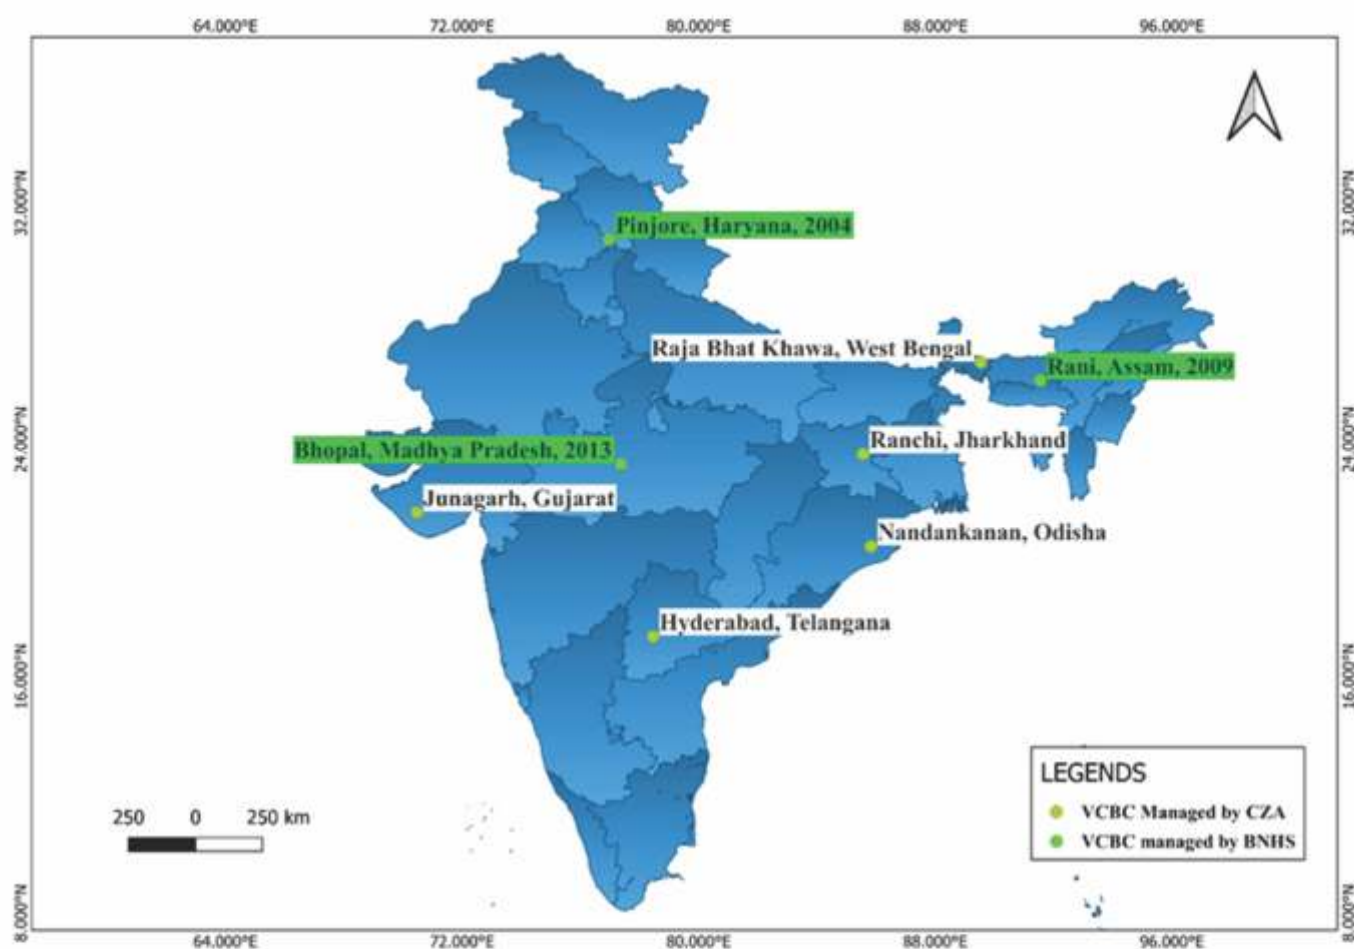 64.000°E 72.000°E 80.000°E 88.000°E 96.000°E
32.000°N 32.000°N
Pinjore, Haryana, 2004
Raja Bhat Khawa, West Bengal
Rani, Assam, 2009
24.000°N 24.000°N
Ranchi, Jharkhand
Bhopal, Madhya Pradesh, 2013
Junagarh, Gujarat
Nandankanan, Odisha
Hyderabad, Telangana
16.000°N 16.000°N
LEGENDS
VCBC Managed by CZA
VCBC managed by BNHS
250 0 250 km
8.000°N 8.000°N
64.000°E 72.000°E 80.000°E 88.000°E 96.000°E